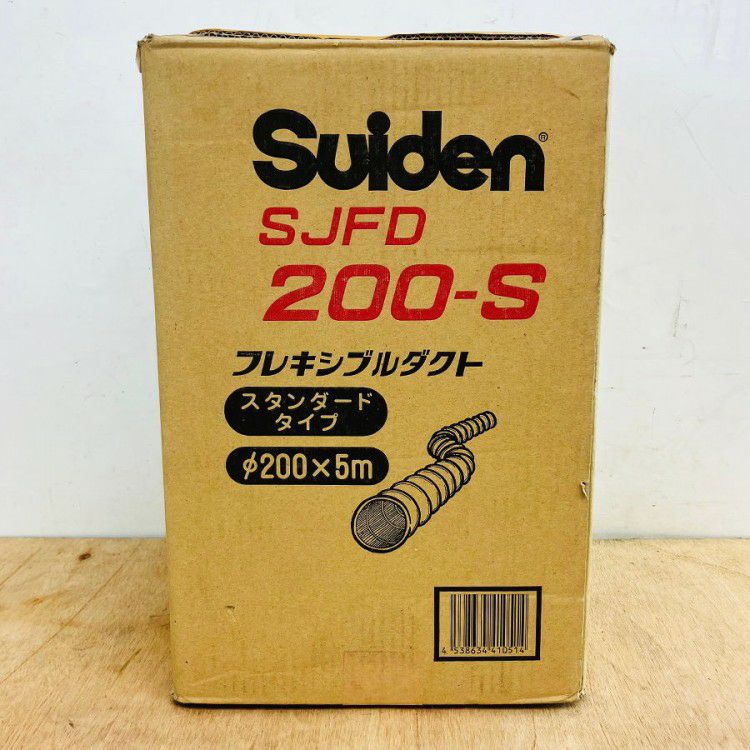 Suiden®
SJFD
200-S
フレキシブルダクト
スタンダード
タイプ
φ200×5m
4 538634 410514